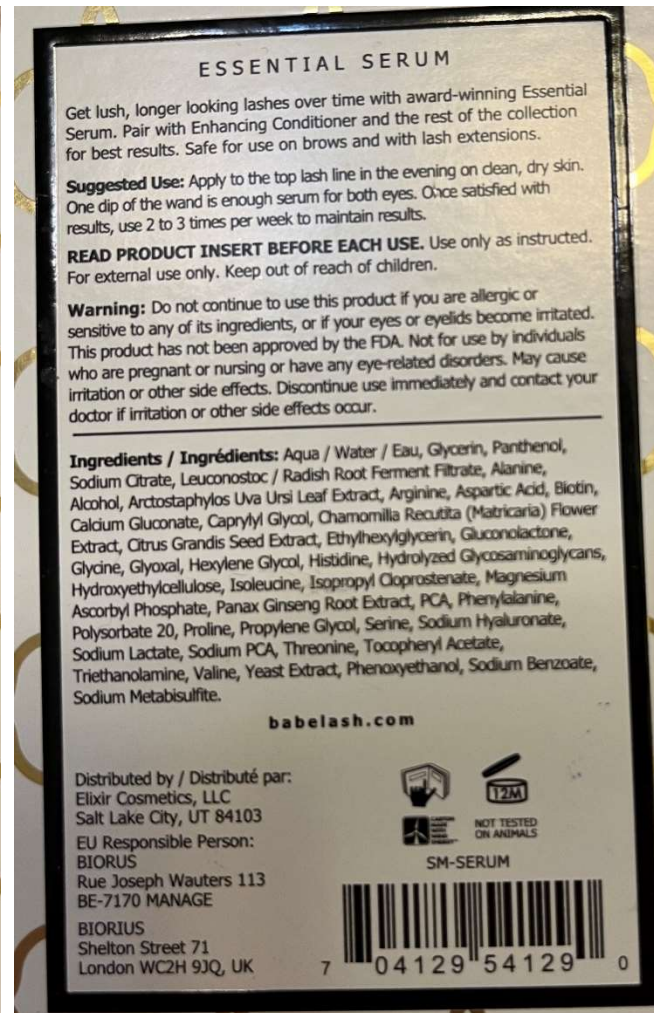 ESSENTIAL SERUM
Get lush, longer looking lashes over time with award-winning Essential
Serum. Pair with Enhancing Conditioner and the rest of the collection
for best results. Safe for use on brows and with lash extensions.
Suggested Use: Apply to the top lash line in the evening on clean, dry skin.
One dip of the wand is enough serum for both eyes. Once satisfied with
results, use 2 to 3 times per week to maintain results.
READ PRODUCT INSERT BEFORE EACH USE. Use only as instructed.
For external use only. Keep out of reach of children.
Warning: Do not continue to use this product if you are allergic or
sensitive to any of its ingredients, or if your eyes or eyelids become irritated.
This product has not been approved by the FDA. Not for use by individuals
who are pregnant or nursing or have any eye-related disorders. May cause
irritation or other side effects. Discontinue use immediately and contact your
doctor if irritation or other side effects occur.
Ingredients / Ingrédients: Aqua / Water / Eau, Glycerin, Panthenol,
Sodium Citrate, Leuconostoc / Radish Root Ferment Filtrate, Alanine,
Alcohol, Arctostaphylos Uva Ursi Leaf Extract, Arginine, Aspartic Acid, Biotin,
Calcium Gluconate, Caprylyl Glycol, Chamomilla Recutita (Matricaria) Flower
Extract, Citrus Grandis Seed Extract, Ethylhexylglycerin, Gluconolactone,
Glycine, Glyoxal, Hexylene Glycol, Histidine, Hydrolyzed Glycosaminoglycans,
Hydroxyethylcellulose, Isoleucine, Isopropyl Cloprostenate, Magnesium
Ascorbyl Phosphate, Panax Ginseng Root Extract, PCA, Phenylalanine,
Polysorbate 20, Proline, Propylene Glycol, Serine, Sodium Hyaluronate,
Sodium Lactate, Sodium PCA, Threonine, Tocopheryl Acetate,
Triethanolamine, Valine, Yeast Extract, Phenoxyethanol, Sodium Benzoate,
Sodium Metabisulfite.
babelash.com
Distributed by / Distribué par:
Elixir Cosmetics, LLC
Salt Lake City, UT 84103
EU Responsible Person:
BIORUS
Rue Joseph Wauters 113
BE-7170 MANAGE
BIORIUS
Shelton Street 71
London WC2H 9JQ, UK
12M
NOT TESTED
ON ANIMALS
SM-SERUM
7 04129 54129 0